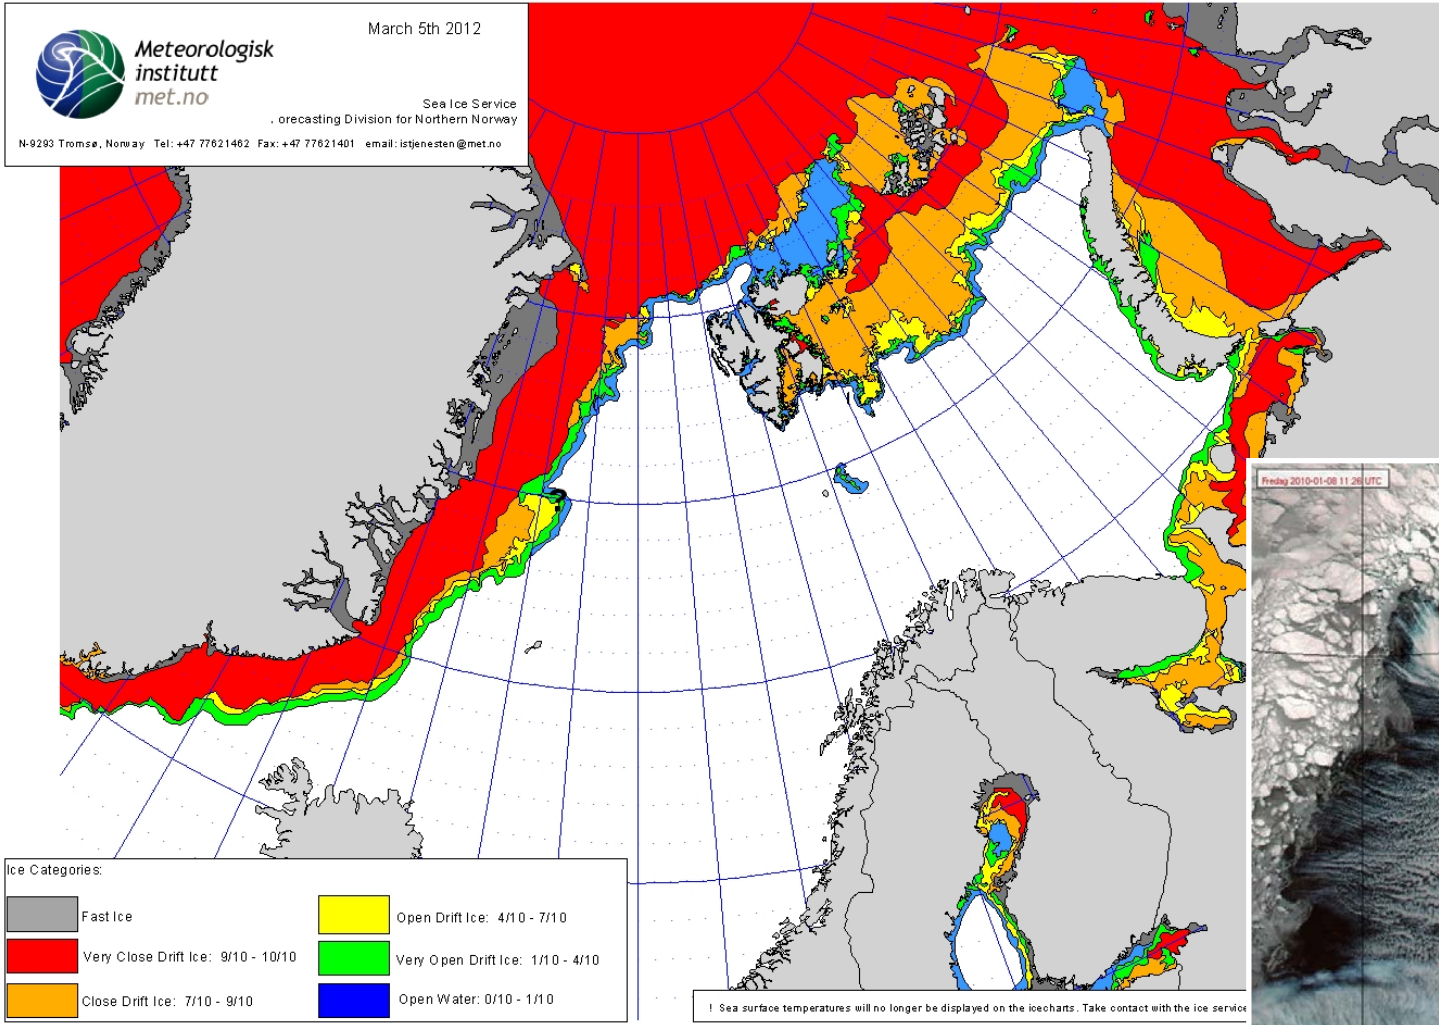 March 5th 2012
Meteorologisk
institutt
met.no
Sea Ice Service
. orecasting Division for Northern Norway
N-9293 Tromsø, Norway Tel: +47 77621462 Fax: +47 77621401 email: istjenesten@met.no
Fredag 2010-01-08 11.26 UTC
Ice Categories:
Fast Ice
Very Close Drift Ice: 9/10 - 10/10
Close Drift Ice: 7/10 - 9/10
Open Drift Ice: 4/10 - 7/10
Very Open Drift Ice: 1/10 - 4/10
Open Water: 0/10 - 1/10
! Sea surface temperatures will no longer be displayed on the icecharts. Take contact with the ice service